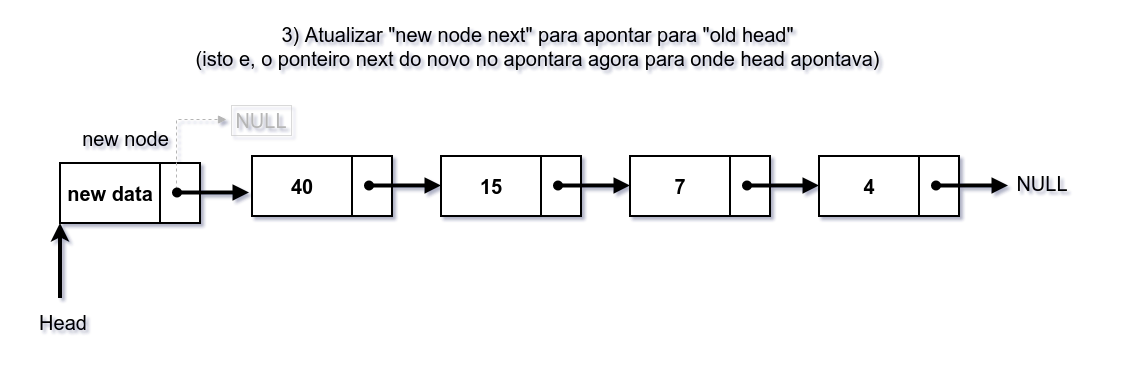 3) Atualizar "new node next" para apontar para "old head"
(isto e, o ponteiro next do novo no apontara agora para onde head apontava)
NULL
new node
new data
40
15
7
4
NULL
Head